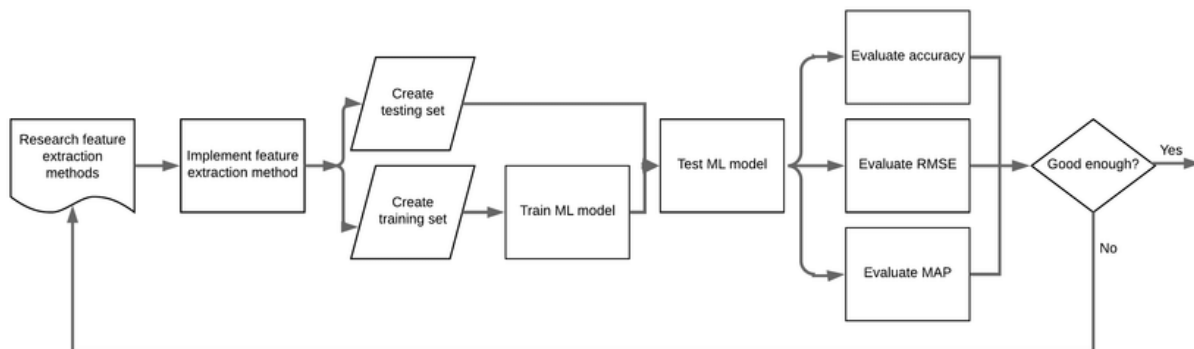 Research feature
extraction
methods
Implement feature
extraction method
Create
testing set
Create
training set
Train ML model
Test ML model
Evaluate accuracy
Evaluate RMSE
Evaluate MAP
Good enough?
Yes
No